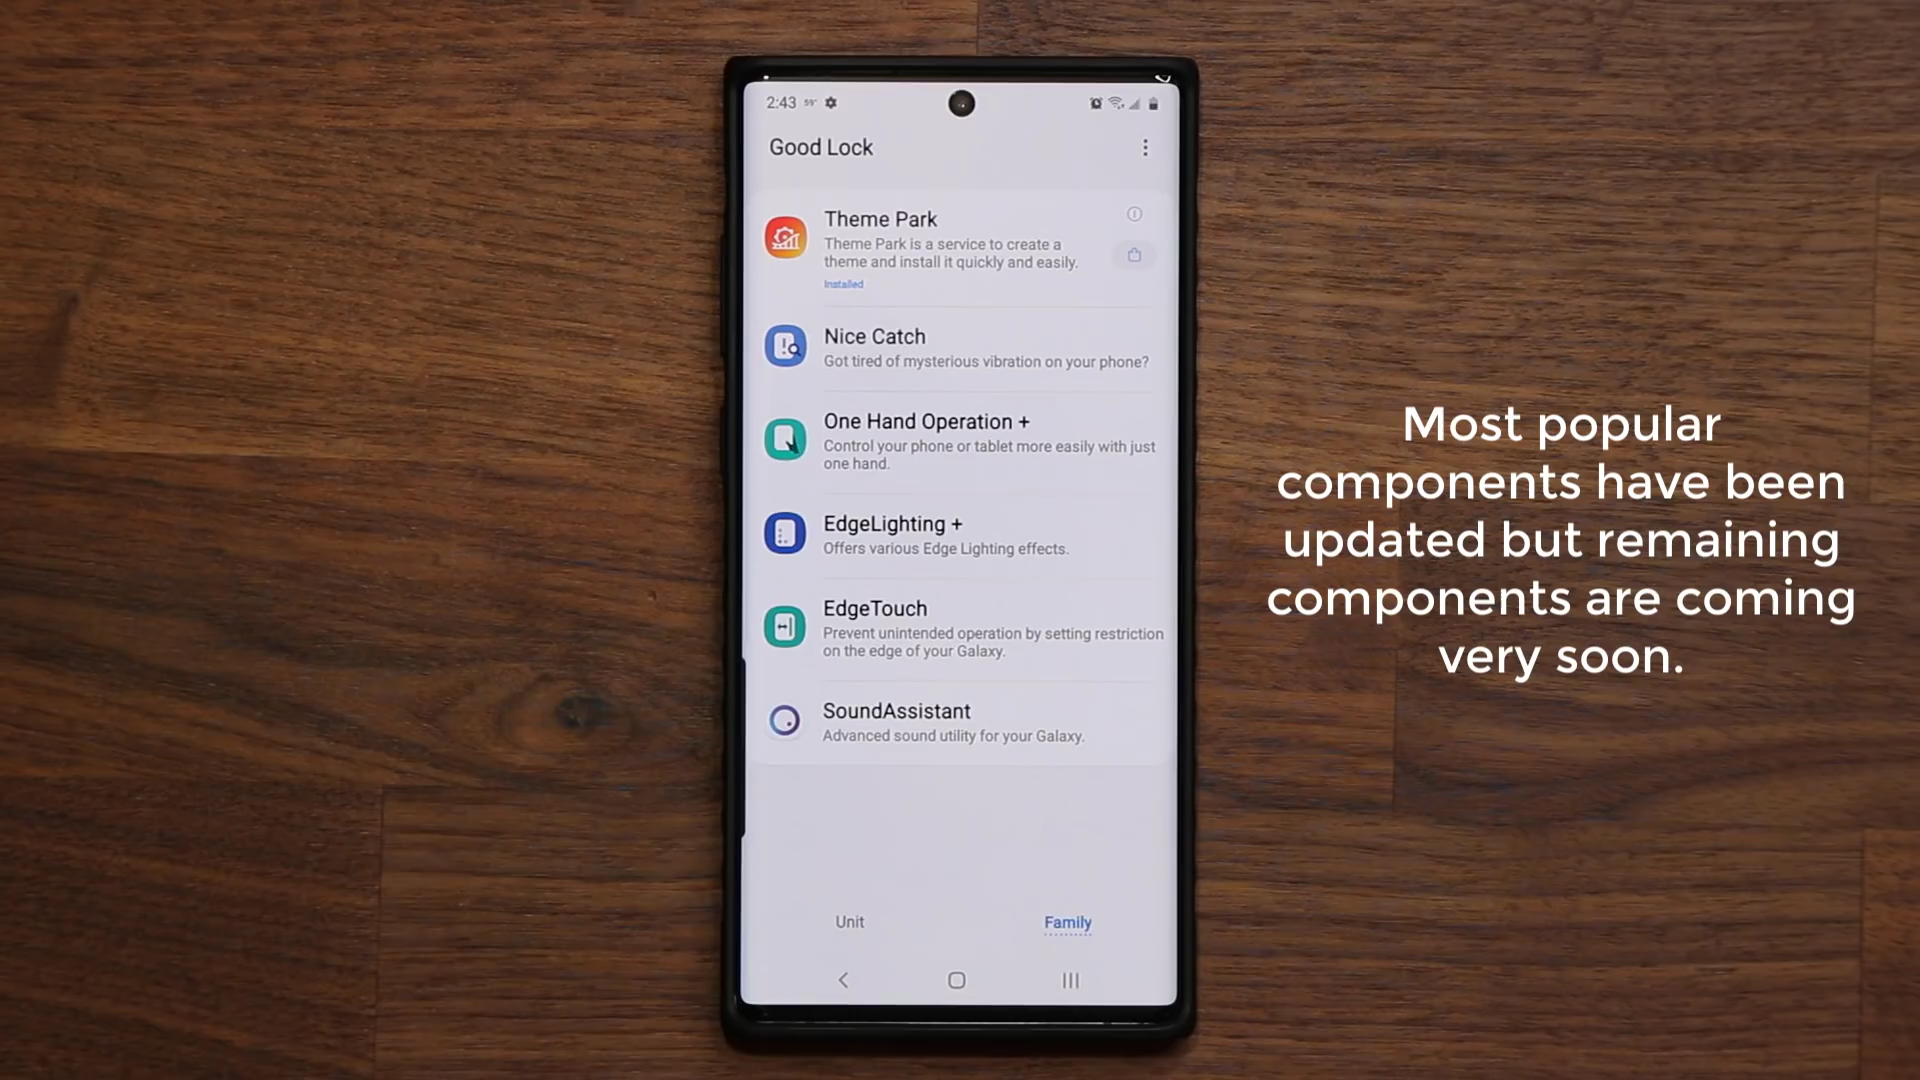 2:43 59°
Good Lock
Theme Park
Theme Park is a service to create a
theme and install it quickly and easily.
Installed
Nice Catch
Got tired of mysterious vibration on your phone?
One Hand Operation +
Control your phone or tablet more easily with just
one hand.
EdgeLighting +
Offers various Edge Lighting effects.
EdgeTouch
Prevent unintended operation by setting restriction
on the edge of your Galaxy.
SoundAssistant
Advanced sound utility for your Galaxy.
Unit
Family
Most popular
components have been
updated but remaining
components are coming
very soon.